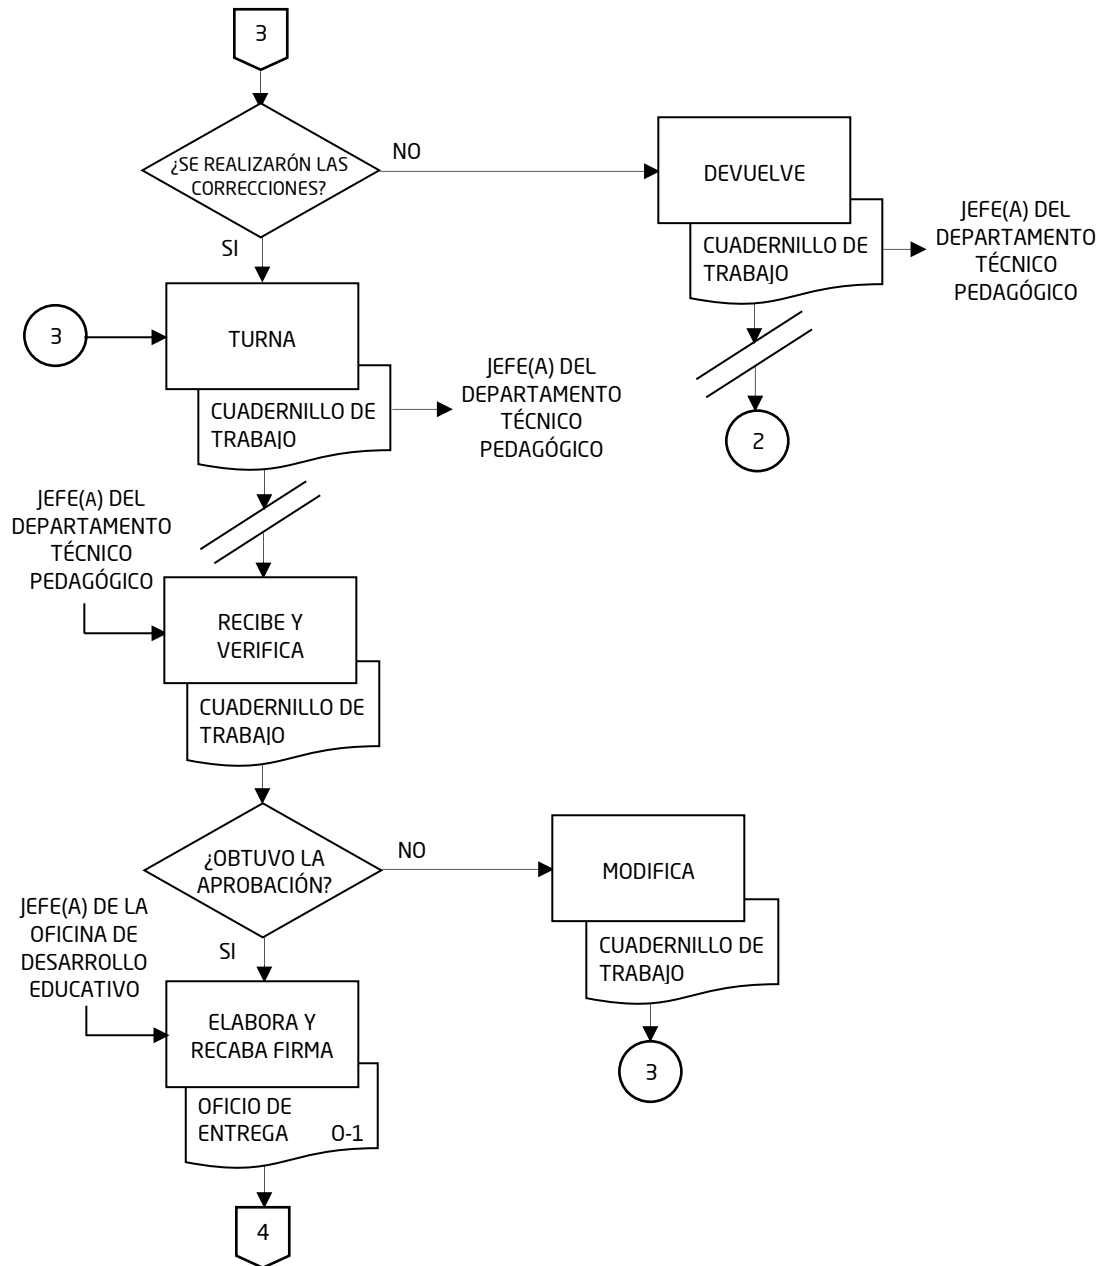 3
¿SE REALIZARÓN LAS
CORRECCIONES?
NO
DEVUELVE
CUADERNILLO DE
TRABAJO
JEFE(A) DEL
DEPARTAMENTO
TÉCNICO
PEDAGÓGICO
2
SI
3
TURNA
CUADERNILLO DE
TRABAJO
JEFE(A) DEL
DEPARTAMENTO
TÉCNICO
PEDAGÓGICO
JEFE(A) DEL
DEPARTAMENTO
TÉCNICO
PEDAGÓGICO
RECIBE Y
VERIFICA
CUADERNILLO DE
TRABAJO
¿OBTUVO LA
APROBACIÓN?
NO
MODIFICA
CUADERNILLO DE
TRABAJO
3
SI
JEFE(A) DE LA
OFICINA DE
DESARROLLO
EDUCATIVO
ELABORA Y
RECABA FIRMA
OFICIO DE
ENTREGA O-1
4